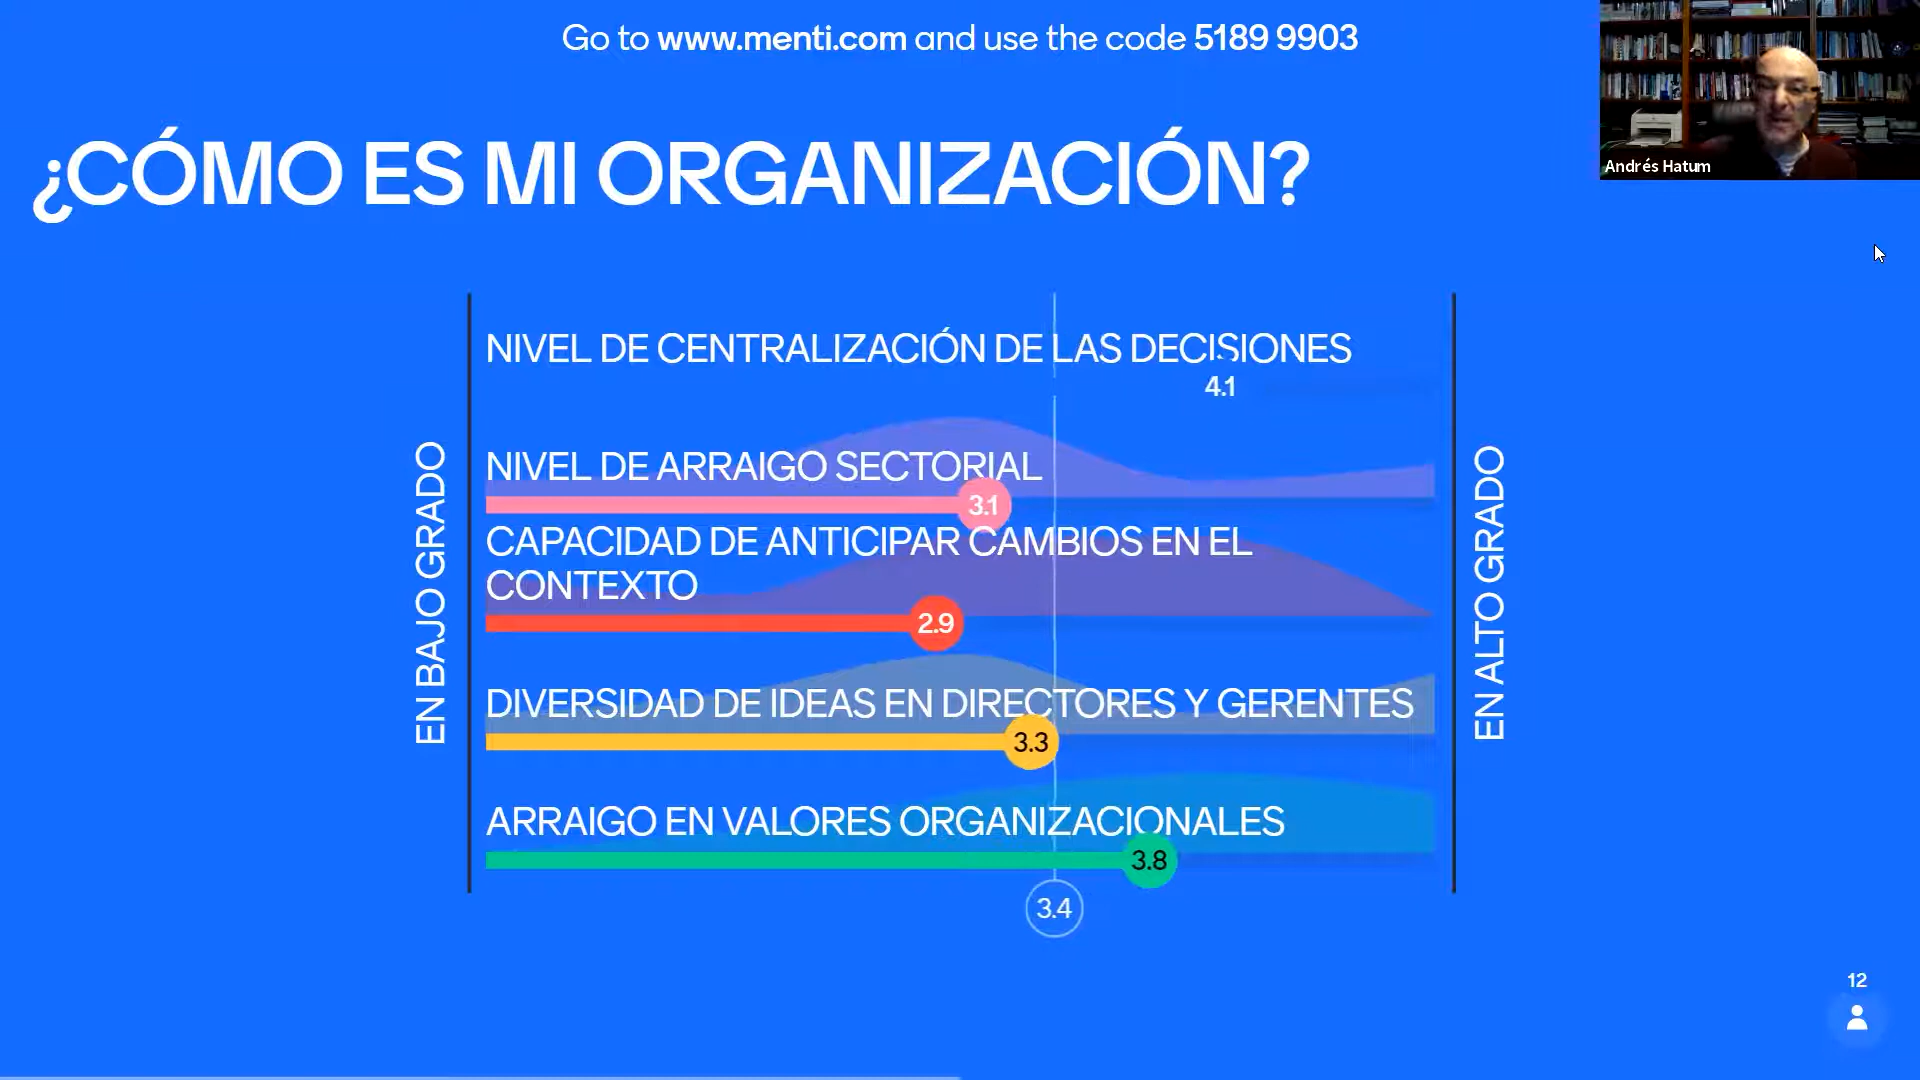 Go to www.menti.com and use the code 5189 9903
Andrés Hatum
¿CÓMO ES MI ORGANIZACIÓN?
EN BAJO GRADO
NIVEL DE CENTRALIZACIÓN DE LAS DECISIONES
4.1
NIVEL DE ARRAIGO SECTORIAL
3.1
CAPACIDAD DE ANTICIPAR CAMBIOS EN EL
CONTEXTO
2.9
DIVERSIDAD DE IDEAS EN DIRECTORES Y GERENTES
3.3
ARRAIGO EN VALORES ORGANIZACIONALES
3.8
3.4
EN ALTO GRADO
12